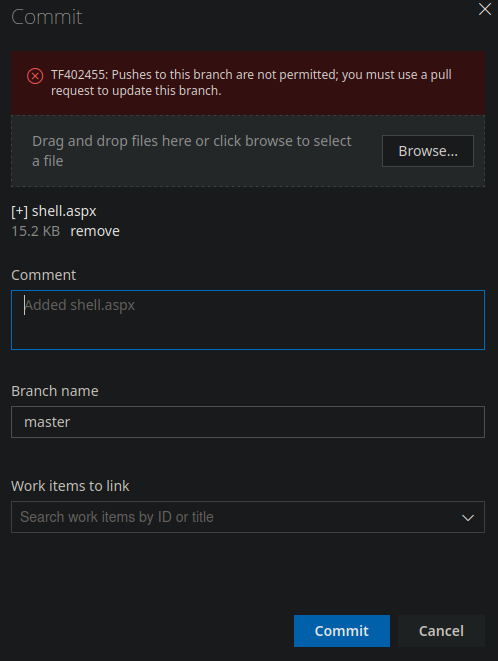 Commit
TF402455: Pushes to this branch are not permitted; you must use a pull
request to update this branch.
Drag and drop files here or click browse to select
a file
Browse...
[+] shell.aspx
15.2 KB remove
Comment
Added shell.aspx
Branch name
master
Work items to link
Search work items by ID or title
Commit
Cancel